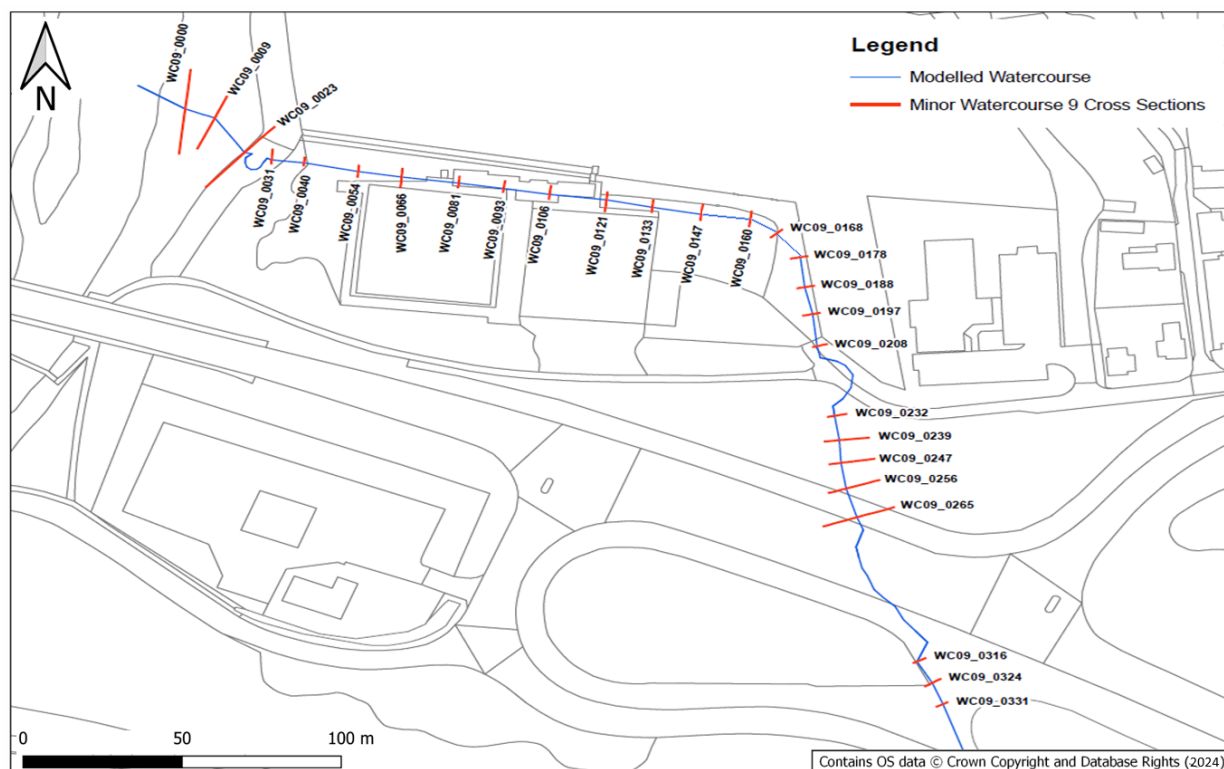 N
Legend
Modelled Watercourse
Minor Watercourse 9 Cross Sections
WC09_0000
WC09_0009
WC09_0023
WC09_0031
WC09_0040
WC09_0054
WC09_0066
WC09_0081
WC09_0093
WC09_0106
WC09_0121
WC09_0133
WC09_0147
WC09_0160
WC09_0168
WC09_0178
WC09_0188
WC09_0197
WC09_0208
WC09_0232
WC09_0239
WC09_0247
WC09_0256
WC09_0265
WC09_0316
WC09_0324
WC09_0331
0 50 100 m
Contains OS data © Crown Copyright and Database Rights (2024)